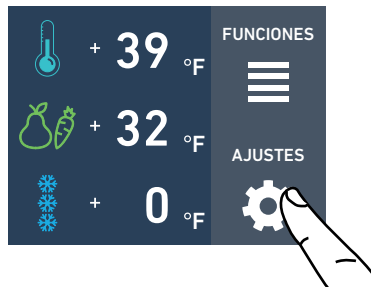 + 39 °F
FUNCIONES
+ 32 °F
AJUSTES
+ 0 °F